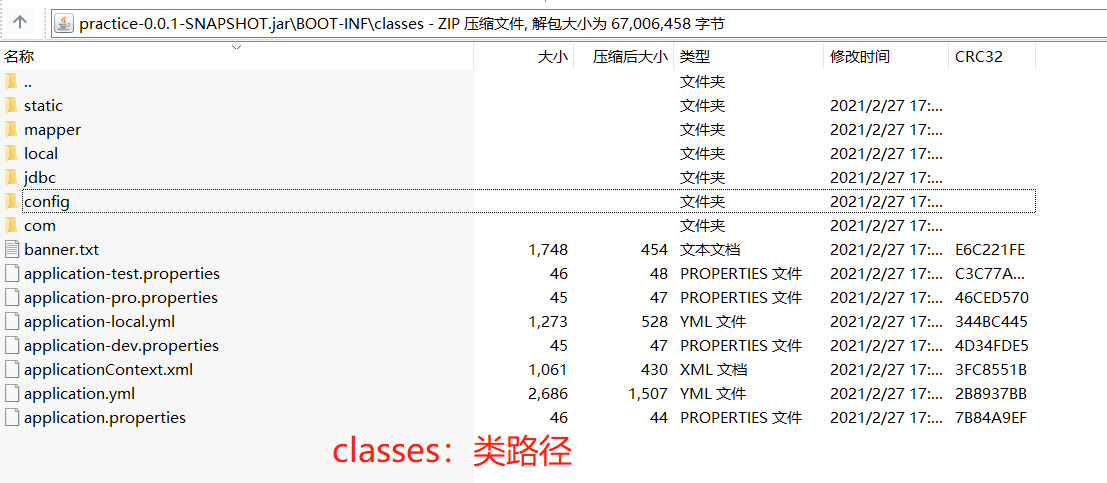 practice-0.0.1-SNAPSHOT.jar\BOOT-INF\classes - ZIP 压缩文件, 解包大小为 67,006,458 字节
名称 大小 压缩后大小 类型 修改时间 CRC32
.. 文件夹
static 文件夹 2021/2/27 17:...
mapper 文件夹 2021/2/27 17:...
local 文件夹 2021/2/27 17:...
jdbc 文件夹 2021/2/27 17:...
config 文件夹 2021/2/27 17:...
com 文件夹 2021/2/27 17:...
banner.txt 1,748 454 文本文档 2021/2/27 17:... E6C221FE
application-test.properties 46 48 PROPERTIES 文件 2021/2/27 17:... C3C77A...
application-pro.properties 45 47 PROPERTIES 文件 2021/2/27 17:... 46CED570
application-local.yml 1,273 528 YML 文件 2021/2/27 17:... 344BC445
application-dev.properties 45 47 PROPERTIES 文件 2021/2/27 17:... 4D34FDE5
applicationContext.xml 1,061 430 XML 文档 2021/2/27 17:... 3FC8551B
application.yml 2,686 1,507 YML 文件 2021/2/27 17:... 2B8937BB
application.properties 46 44 PROPERTIES 文件 2021/2/27 17:... 7B84A9EF
classes：类路径